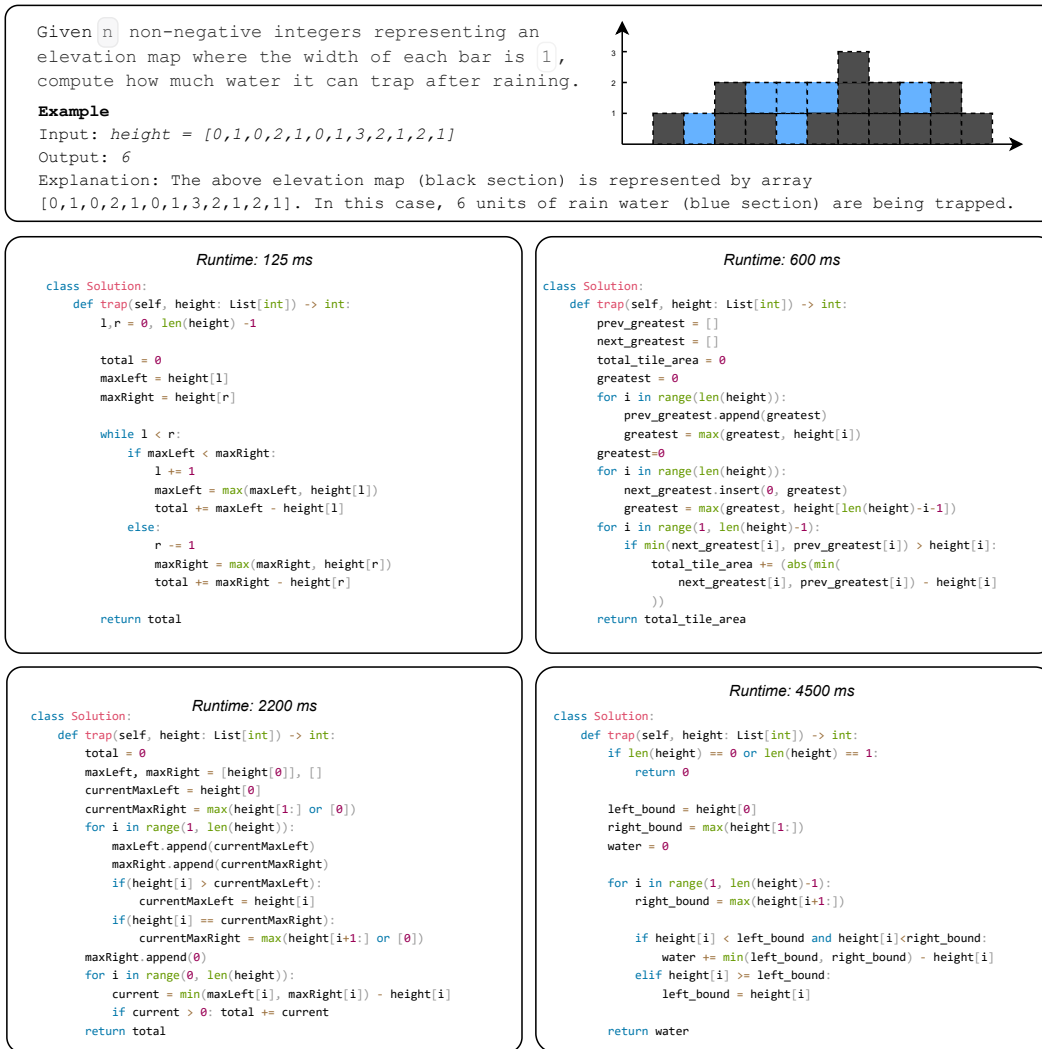 Given n non-negative integers representing an
elevation map where the width of each bar is 1,
compute how much water it can trap after raining.
Example
Input: height = [0,1,0,2,1,0,1,3,2,1,2,1]
Output: 6
Explanation: The above elevation map (black section) is represented by array
[0,1,0,2,1,0,1,3,2,1,2,1]. In this case, 6 units of rain water (blue section) are being trapped.
3
2
1
Runtime: 125 ms
class Solution:
    def trap(self, height: List[int]) -> int:
        l,r = 0, len(height) -1
        total = 0
        maxLeft = height[l]
        maxRight = height[r]
        while l < r:
            if maxLeft < maxRight:
                l += 1
                maxLeft = max(maxLeft, height[l])
                total += maxLeft - height[l]
            else:
                r -= 1
                maxRight = max(maxRight, height[r])
                total += maxRight - height[r]
        return total
Runtime: 600 ms
class Solution:
    def trap(self, height: List[int]) -> int:
        prev_greatest = []
        next_greatest = []
        total_tile_area = 0
        greatest = 0
        for i in range(len(height)):
            prev_greatest.append(greatest)
            greatest = max(greatest, height[i])
        greatest=0
        for i in range(len(height)):
            next_greatest.insert(0, greatest)
            greatest = max(greatest, height[len(height)-i-1])
        for i in range(1, len(height)-1):
            if min(next_greatest[i], prev_greatest[i]) > height[i]:
                total_tile_area += (abs(min(
                    next_greatest[i], prev_greatest[i]) - height[i]
                ))
        return total_tile_area
Runtime: 2200 ms
class Solution:
    def trap(self, height: List[int]) -> int:
        total = 0
        maxLeft, maxRight = [height[0]], []
        currentMaxLeft = height[0]
        currentMaxRight = max(height[1:] or [0])
        for i in range(1, len(height)):
            maxLeft.append(currentMaxLeft)
            maxRight.append(currentMaxRight)
            if(height[i] > currentMaxLeft):
                currentMaxLeft = height[i]
            if(height[i] == currentMaxRight):
                currentMaxRight = max(height[i+1:] or [0])
        maxRight.append(0)
        for i in range(0, len(height)):
            current = min(maxLeft[i], maxRight[i]) - height[i]
            if current > 0: total += current
        return total
Runtime: 4500 ms
class Solution:
    def trap(self, height: List[int]) -> int:
        if len(height) == 0 or len(height) == 1:
            return 0
        left_bound = height[0]
        right_bound = max(height[1:])
        water = 0
        for i in range(1, len(height)-1):
            right_bound = max(height[i+1:])
            if height[i] < left_bound and height[i]<right_bound:
                water += min(left_bound, right_bound) - height[i]
            elif height[i] >= left_bound:
                left_bound = height[i]
        return water